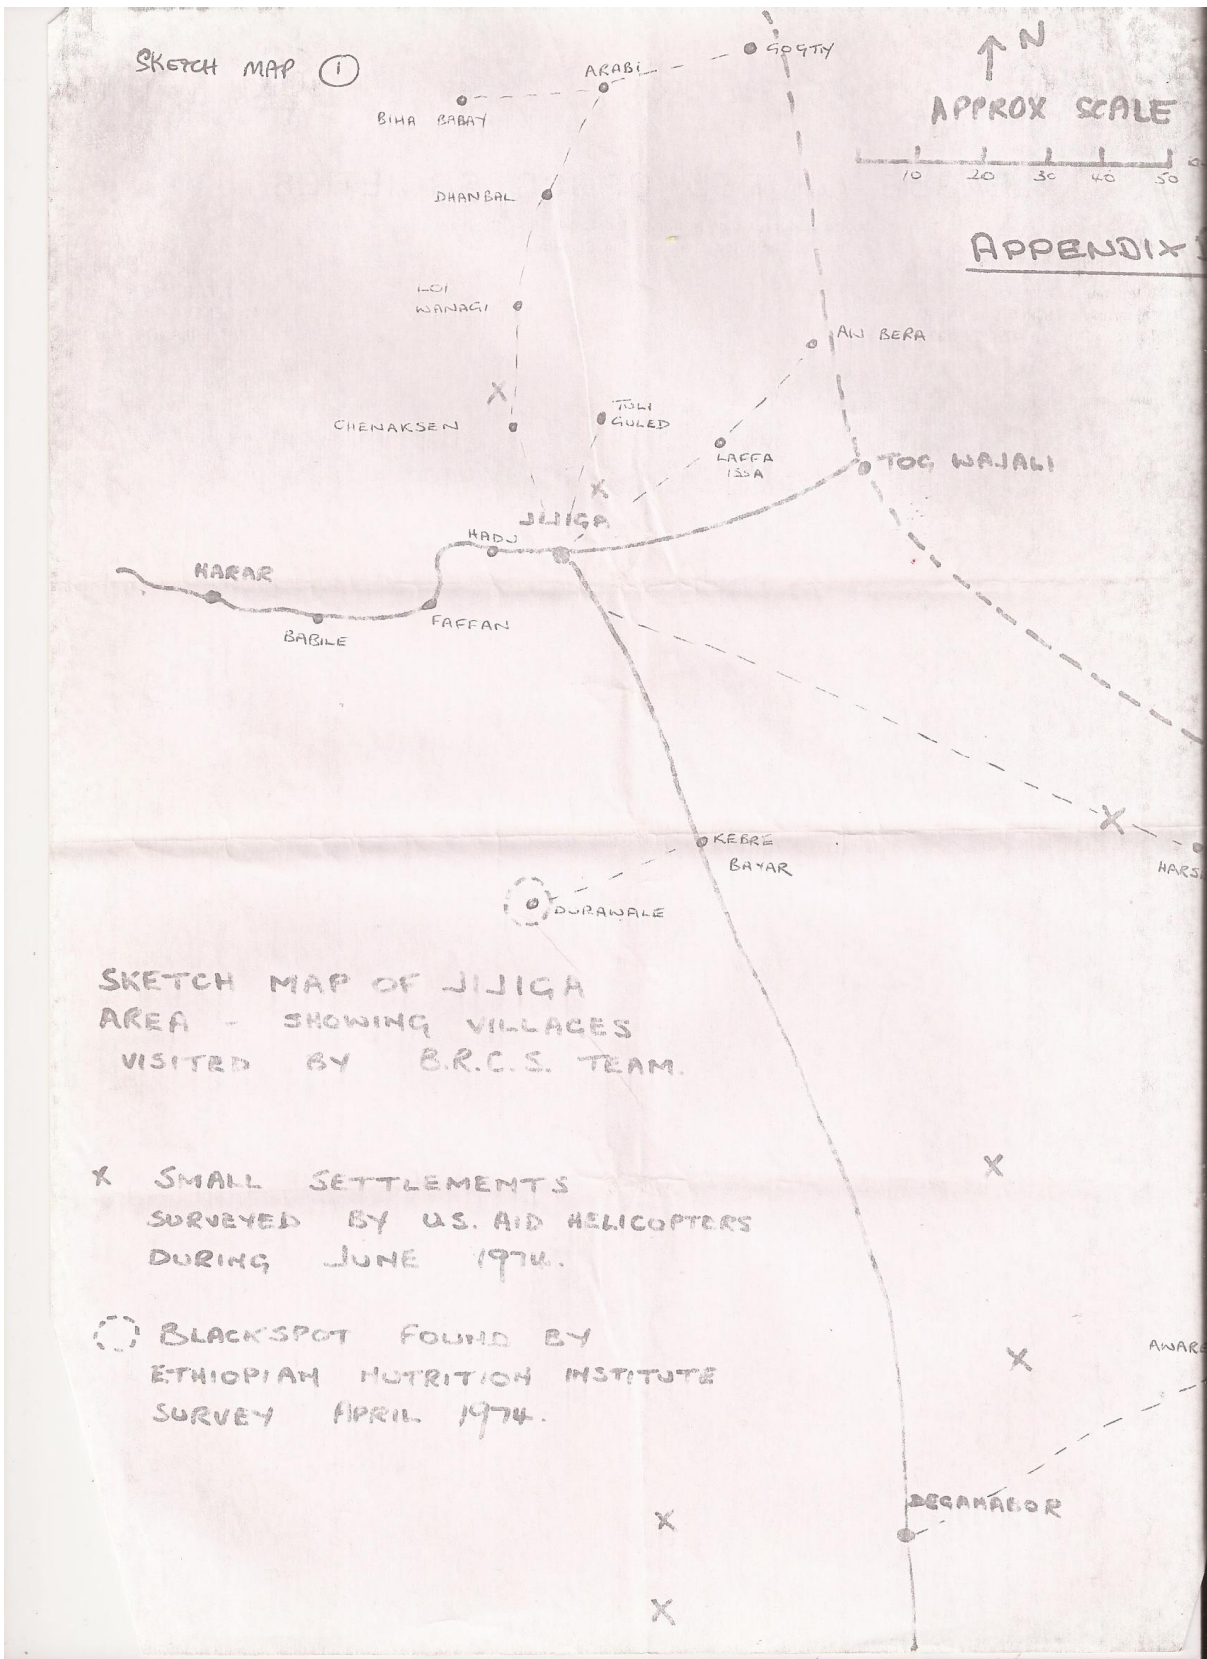 SKETCH MAP ①
N
APPROX SCALE
10 20 30 40 50
APPENDIX
GOGTY
ARABI
BIHA BABAY
DHANBAL
LOI
WANAGI
AW BERA
TULI
GULED
CHENAKSEN
LAFFA
ISSA
TOG WAJALI
JIJIGA
HADJ
HARAR
FAFFAN
BABILE
KEBRE
BAYAR
HARS
DURAWALE
SKETCH MAP OF JIJIGA
AREA - SHOWING VILLAGES
VISITED BY B.R.C.S. TEAM.
X SMALL SETTLEMENTS
SURVEYED BY U.S. AID HELICOPTERS
DURING JUNE 1974.
BLACKSPOT FOUND BY
ETHIOPIAN NUTRITION INSTITUTE
SURVEY APRIL 1974.
AWARE
DEGAHABOR